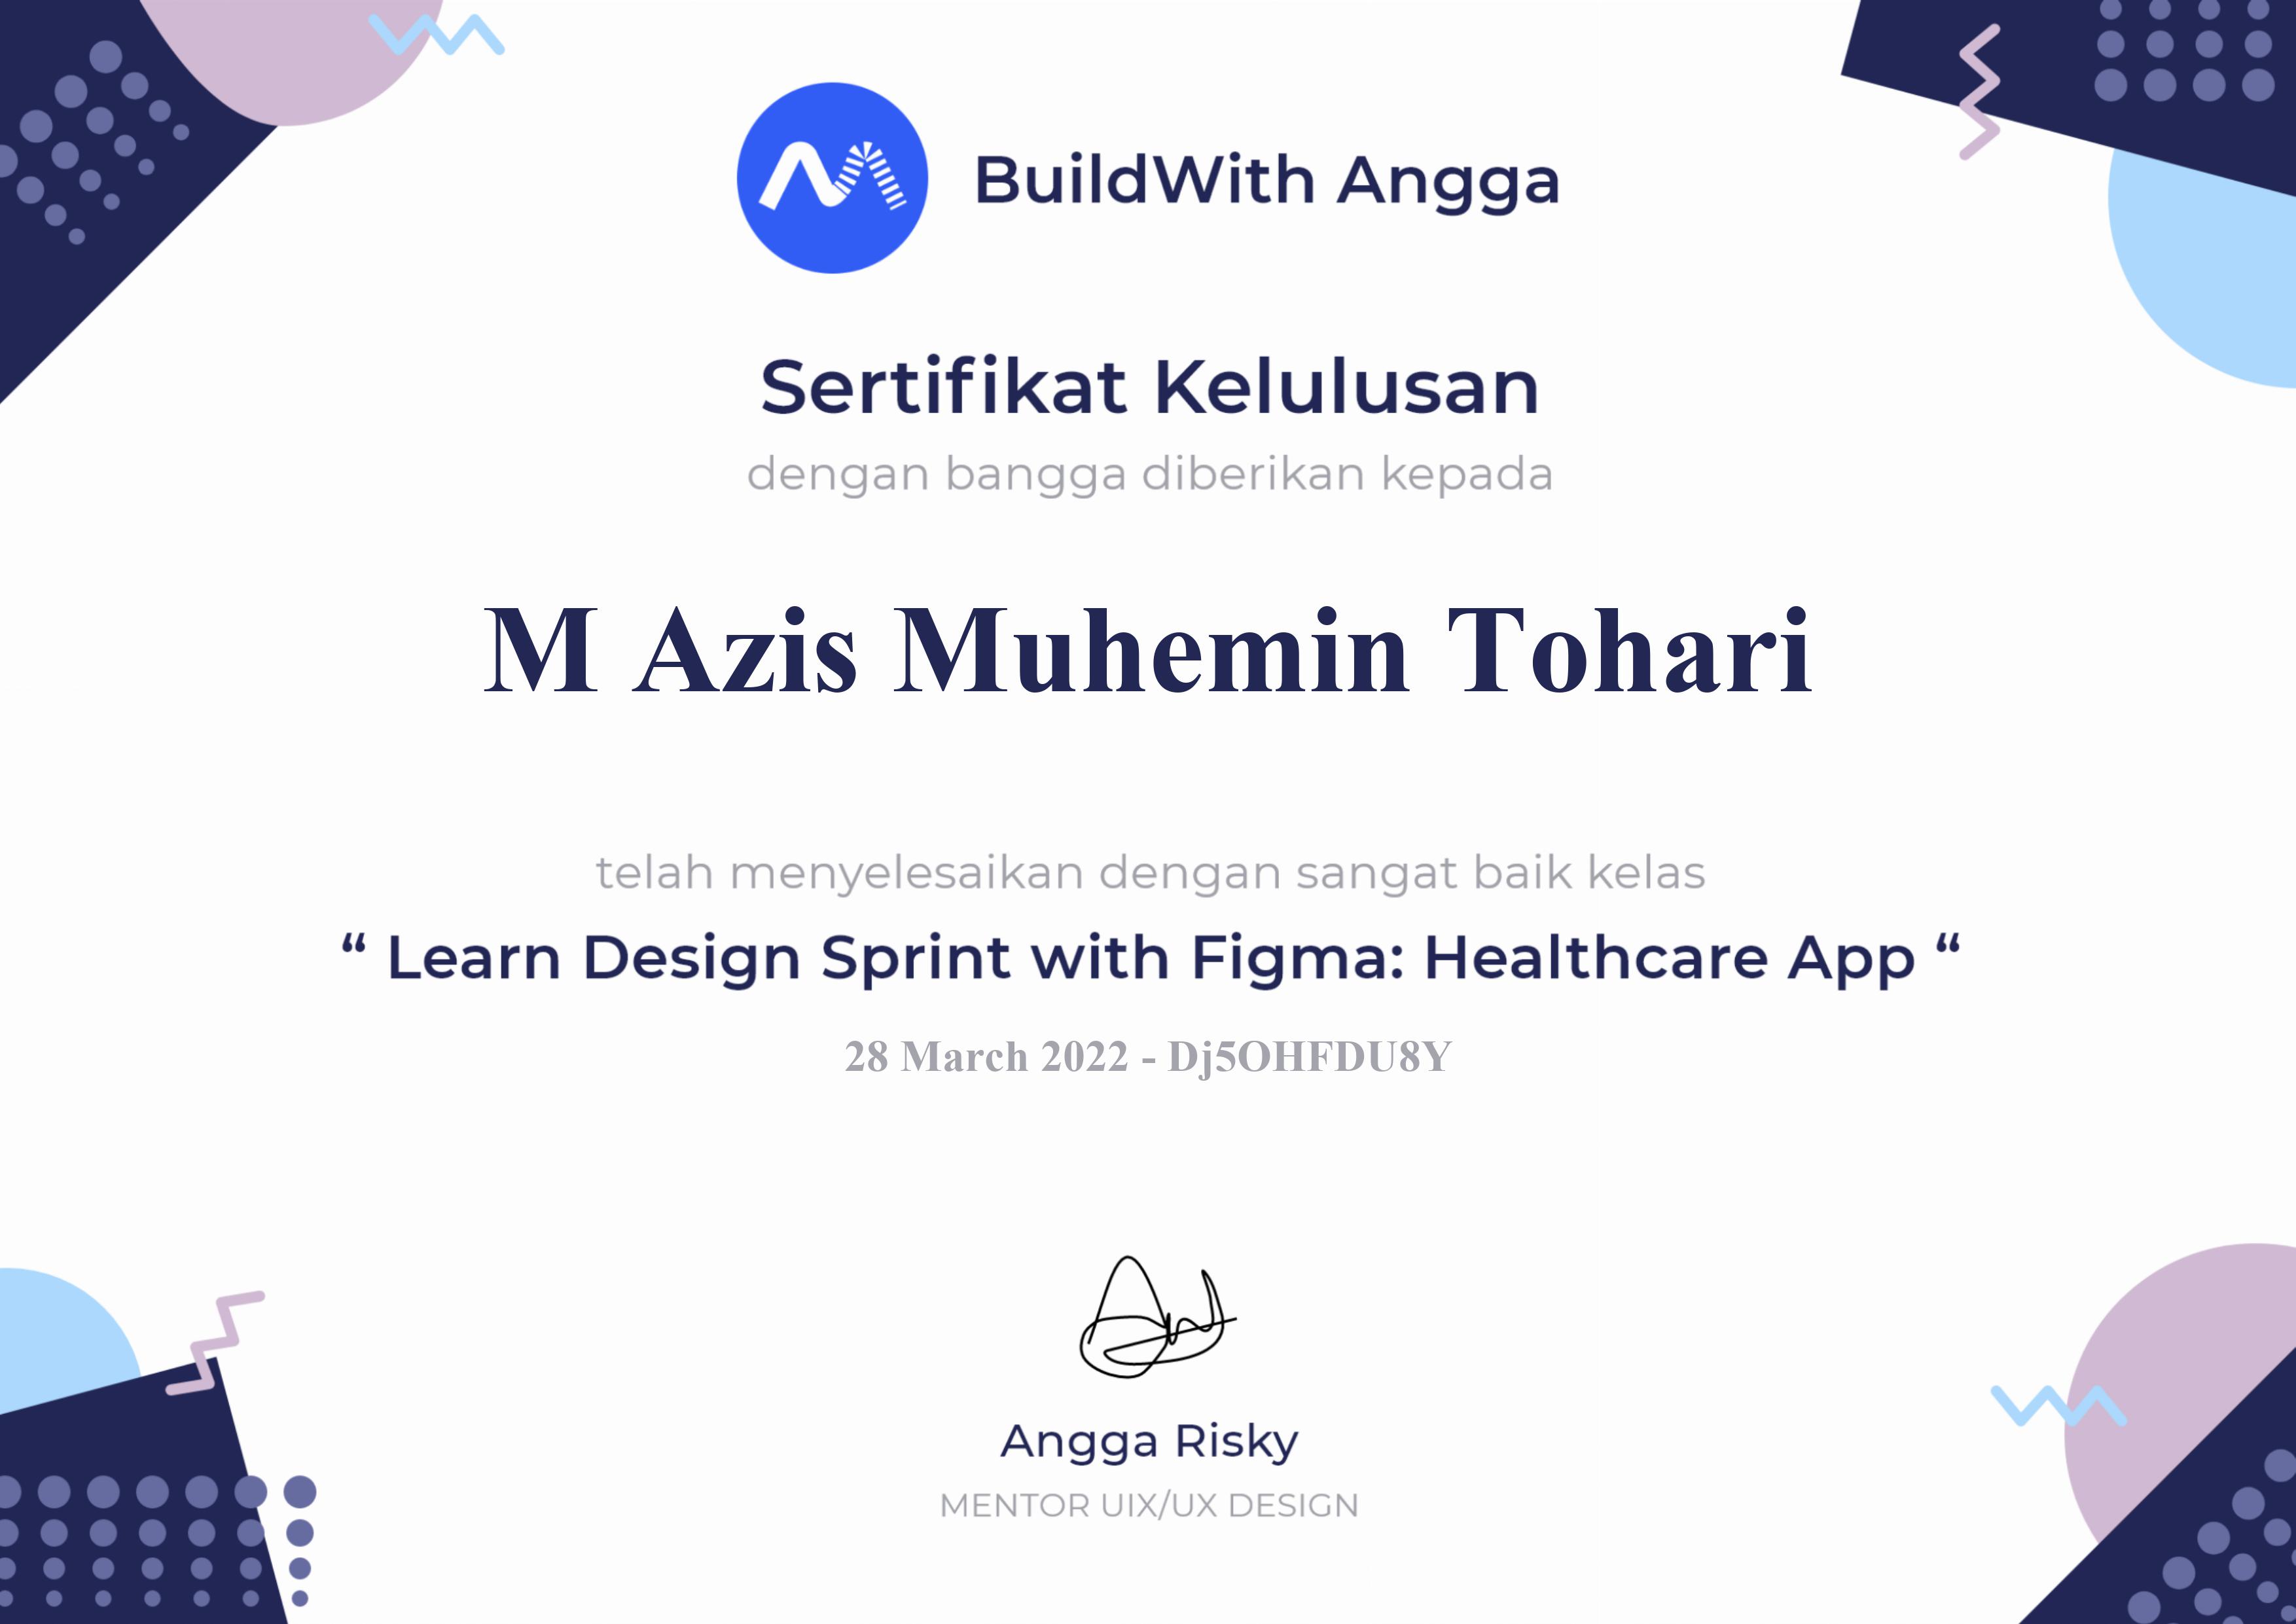 BuildWith Angga
Sertifikat Kelulusan
dengan bangga diberikan kepada
M Azis Muhemin Tohari
telah menyelesaikan dengan sangat baik kelas
“ Learn Design Sprint with Figma: Healthcare App “
28 March 2022 - Dj5OHFDU8Y
Angga Risky
MENTOR UIX/UX DESIGN